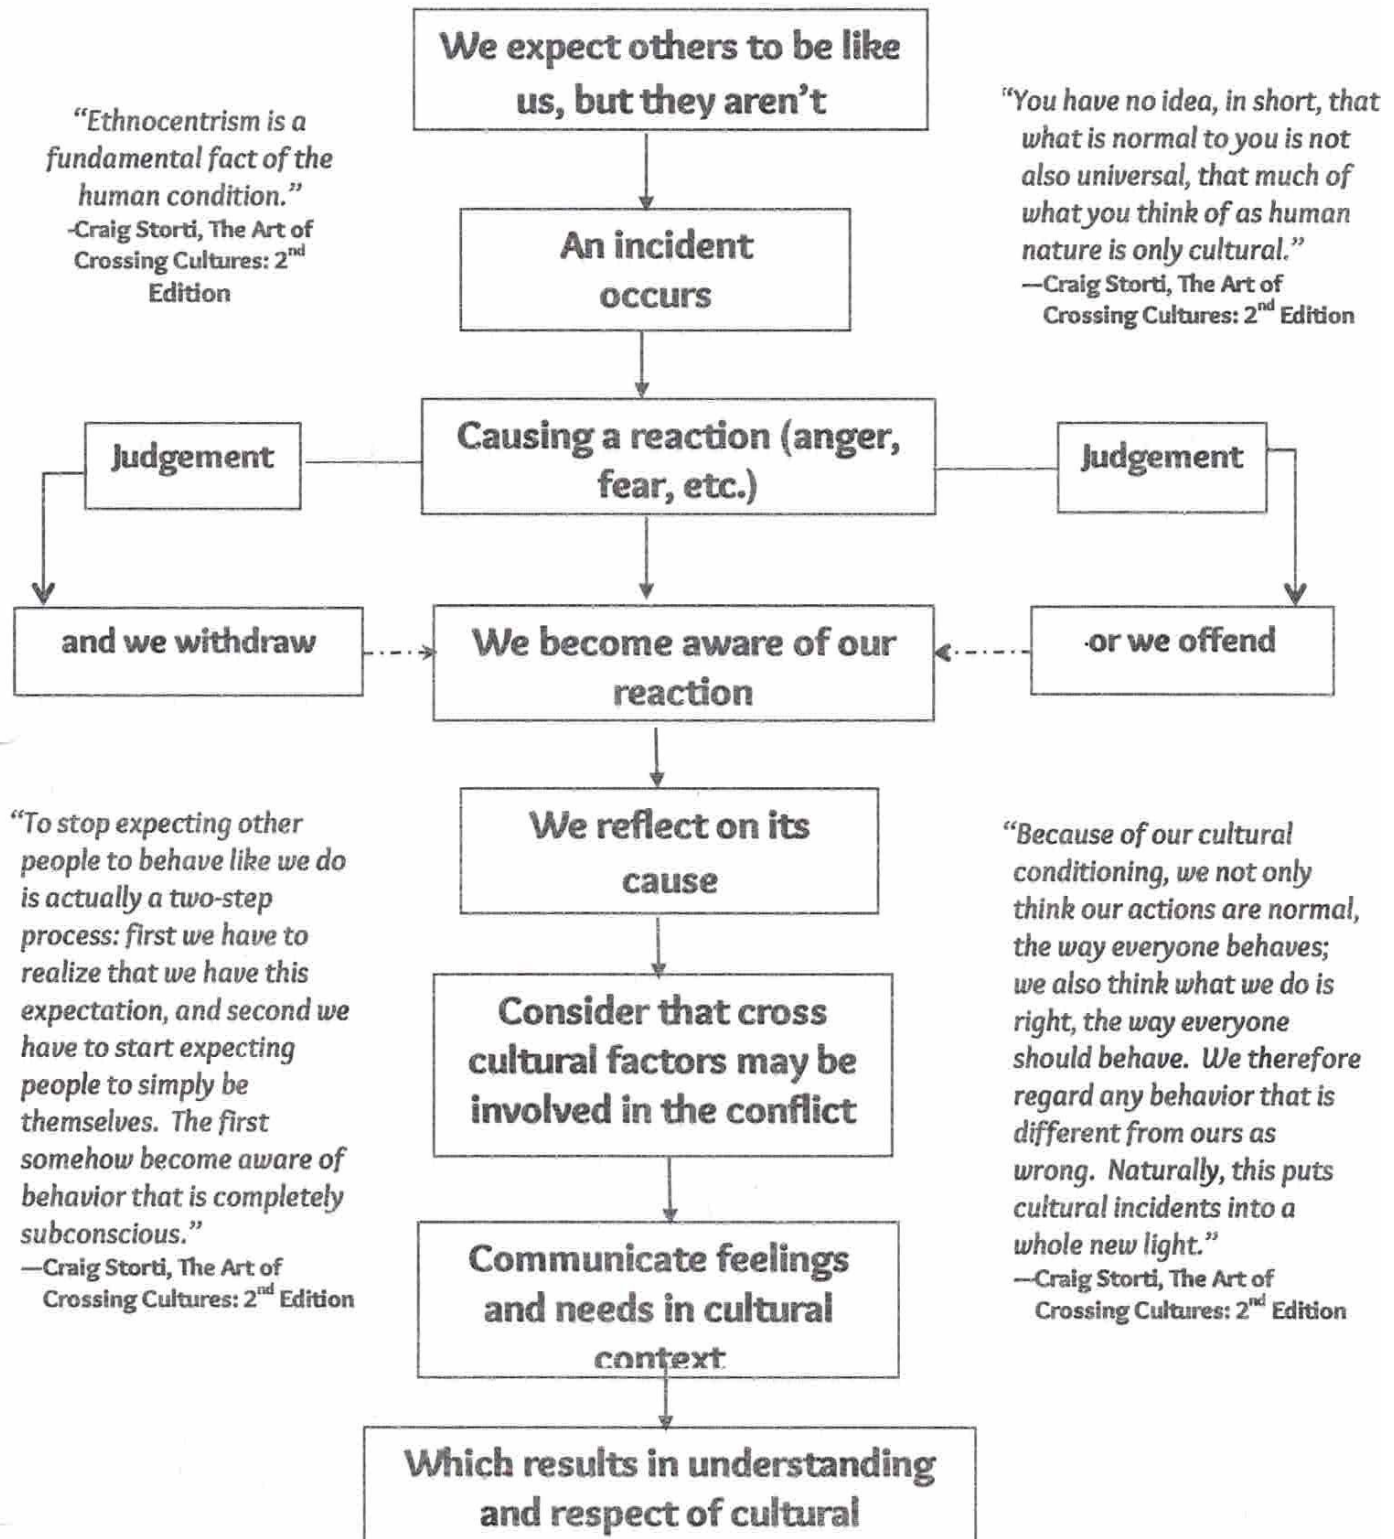 We expect others to be like
us, but they aren't
“Ethnocentrism is a
fundamental fact of the
human condition.”
-Craig Storti, The Art of
Crossing Cultures: 2nd
Edition
“You have no idea, in short, that
what is normal to you is not
also universal, that much of
what you think of as human
nature is only cultural.”
—Craig Storti, The Art of
Crossing Cultures: 2nd Edition
An incident
occurs
Judgement
Causing a reaction (anger,
fear, etc.)
Judgement
and we withdraw
We become aware of our
reaction
or we offend
“To stop expecting other
people to behave like we do
is actually a two-step
process: first we have to
realize that we have this
expectation, and second we
have to start expecting
people to simply be
themselves. The first
somehow become aware of
behavior that is completely
subconscious.”
—Craig Storti, The Art of
Crossing Cultures: 2nd Edition
We reflect on its
cause
Consider that cross
cultural factors may be
involved in the conflict
Communicate feelings
and needs in cultural
context
“Because of our cultural
conditioning, we not only
think our actions are normal,
the way everyone behaves;
we also think what we do is
right, the way everyone
should behave. We therefore
regard any behavior that is
different from ours as
wrong. Naturally, this puts
cultural incidents into a
whole new light.”
—Craig Storti, The Art of
Crossing Cultures: 2nd Edition
Which results in understanding
and respect of cultural